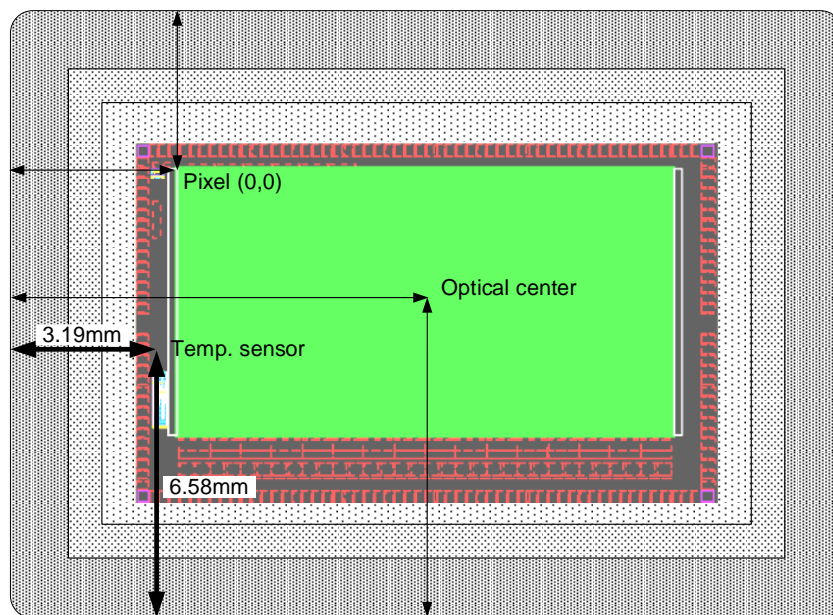 Pixel (0,0)
Optical center
3.19mm
Temp. sensor
6.58mm